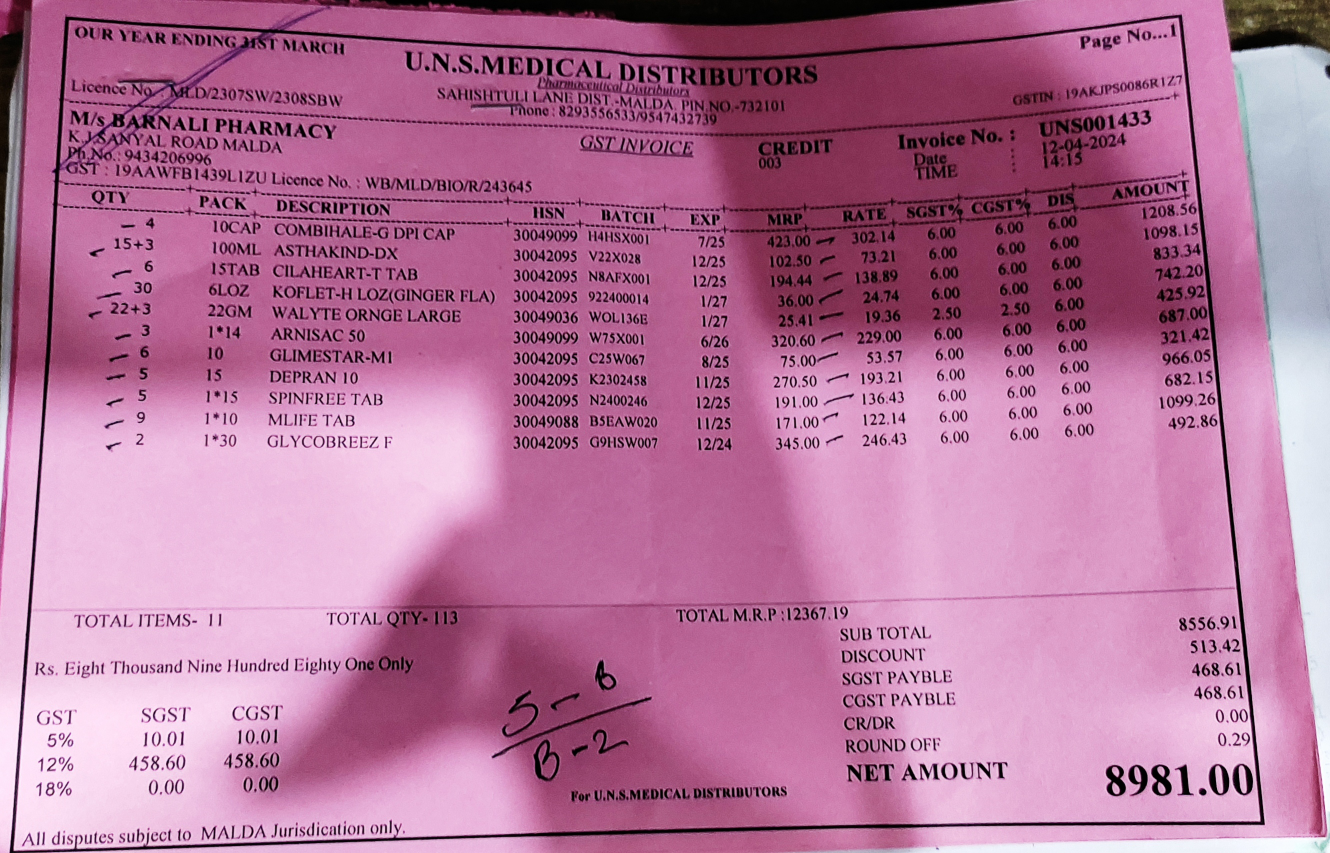 OUR YEAR ENDING 31ST MARCH
Page No...1
U.N.S.MEDICAL DISTRIBUTORS
Pharmaceutical Distributors
Licence No : MLD/2307SW/2308SBW
SAHISHTULI LANE DIST.-MALDA, PIN.NO.-732101
GSTIN : 19AKJPS0086R1Z7
Phone : 8293556533/9547432739
M/s BARNALI PHARMACY
K.J.SANYAL ROAD MALDA
Ph.No.: 9434206996
GST : 19AAWFB1439L1ZU Licence No. : WB/MLD/BIO/R/243645
GST INVOICE
CREDIT
003
Invoice No. : UNS001433
Date : 12-04-2024
TIME : 14:15
QTY PACK DESCRIPTION HSN BATCH EXP MRP RATE SGST% CGST% DIS AMOUNT
4 10CAP COMBIHALE-G DPI CAP 30049099 H4HSX001 7/25 423.00 302.14 6.00 6.00 6.00 1208.56
15+3 100ML ASTHAKIND-DX 30042095 V22X028 12/25 102.50 73.21 6.00 6.00 6.00 1098.15
6 15TAB CILAHEART-T TAB 30042095 N8AFX001 12/25 194.44 138.89 6.00 6.00 6.00 833.34
30 6LOZ KOFLET-H LOZ(GINGER FLA) 30042095 922400014 1/27 36.00 24.74 6.00 6.00 6.00 742.20
22+3 22GM WALYTE ORNGE LARGE 30049036 WOL136E 1/27 25.41 19.36 2.50 2.50 6.00 425.92
3 1*14 ARNISAC 50 30049099 W75X001 6/26 320.60 229.00 6.00 6.00 6.00 687.00
6 10 GLIMESTAR-M1 30042095 C25W067 8/25 75.00 53.57 6.00 6.00 6.00 321.42
5 15 DEPRAN 10 30042095 K2302458 11/25 270.50 193.21 6.00 6.00 6.00 966.05
5 1*15 SPINFREE TAB 30042095 N2400246 12/25 191.00 136.43 6.00 6.00 6.00 682.15
9 1*10 MLIFE TAB 30049088 B5EAW020 11/25 171.00 122.14 6.00 6.00 6.00 1099.26
2 1*30 GLYCOBREEZ F 30042095 G9HSW007 12/24 345.00 246.43 6.00 6.00 6.00 492.86
TOTAL ITEMS- 11 TOTAL QTY- 113 TOTAL M.R.P :12367.19
SUB TOTAL 8556.91
DISCOUNT 513.42
SGST PAYBLE 468.61
CGST PAYBLE 468.61
CR/DR 0.00
ROUND OFF 0.29
NET AMOUNT 8981.00
Rs. Eight Thousand Nine Hundred Eighty One Only
GST SGST CGST
5% 10.01 10.01
12% 458.60 458.60
18% 0.00 0.00
5-B
B-2
For U.N.S.MEDICAL DISTRIBUTORS
All disputes subject to MALDA Jurisdication only.